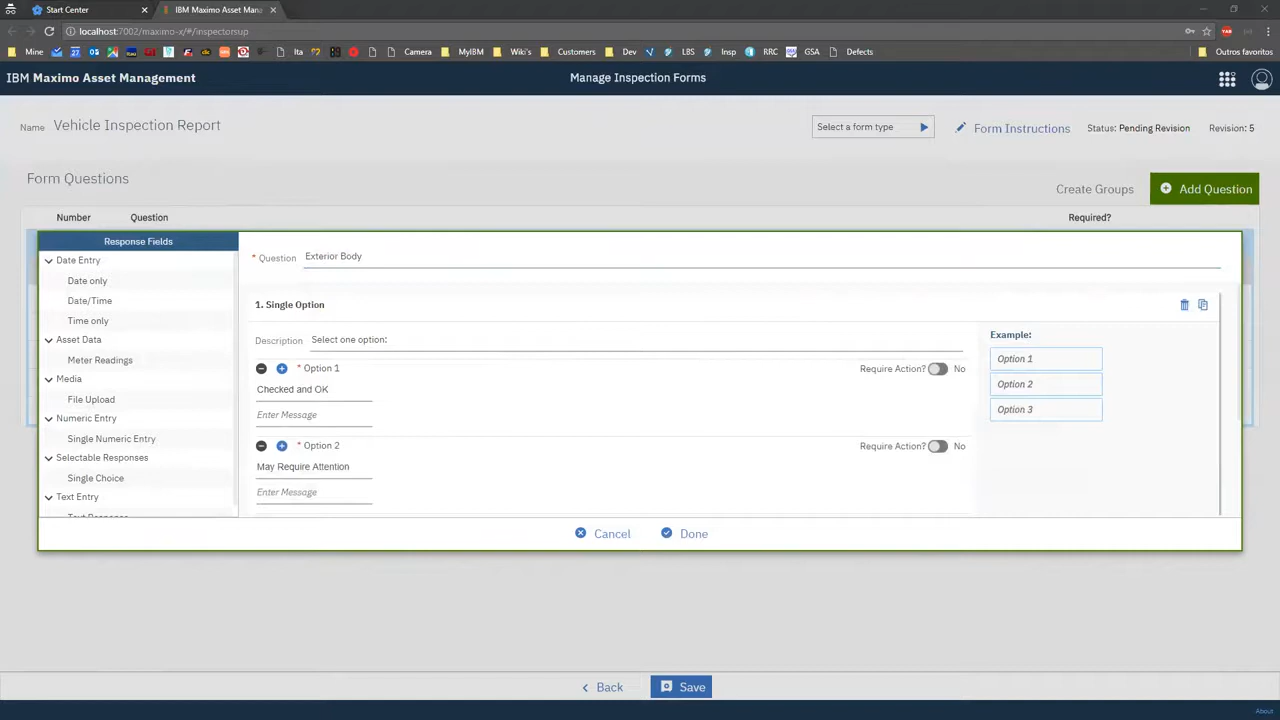 Start Center
IBM Maximo Asset Mana
localhost:7002/maximo-x/#/inspectorsup
Mine
Ita
Camera
MyIBM
Wiki's
Customers
Dev
LBS
Insp
RRC
GSA
Defects
Outros favoritos
IBM Maximo Asset Management
Manage Inspection Forms
Name Vehicle Inspection Report
Select a form type
Form Instructions
Status: Pending Revision
Revision: 5
Form Questions
Create Groups
Add Question
Number Question Required?
Response Fields
Date Entry
Date only
Date/Time
Time only
Asset Data
Meter Readings
Media
File Upload
Numeric Entry
Single Numeric Entry
Selectable Responses
Single Choice
Text Entry
Text Response
* Question Exterior Body
1. Single Option
Description Select one option:
* Option 1
Require Action? No
Checked and OK
Enter Message
* Option 2
Require Action? No
May Require Attention
Enter Message
Example:
Option 1
Option 2
Option 3
Cancel
Done
Back
Save
About